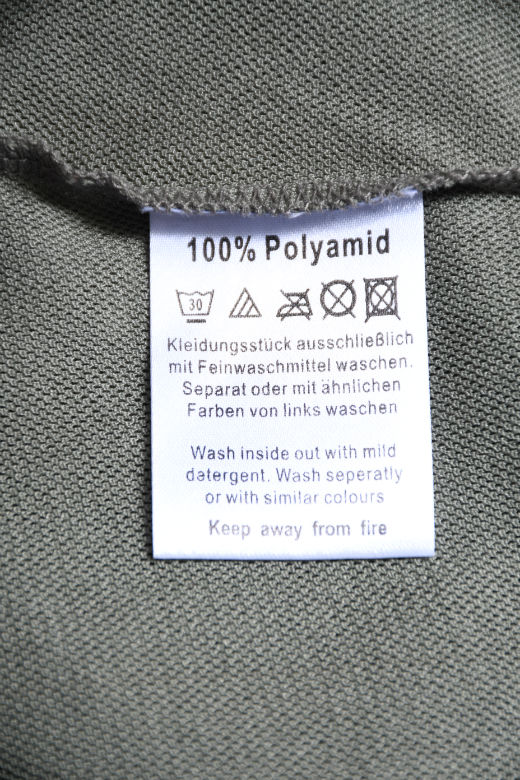 100% Polyamid
30
Kleidungsstück ausschließlich
mit Feinwaschmittel waschen.
Separat oder mit ähnlichen
Farben von links waschen
Wash inside out with mild
datergent. Wash seperatly
or with similar colours
Keep away from fire